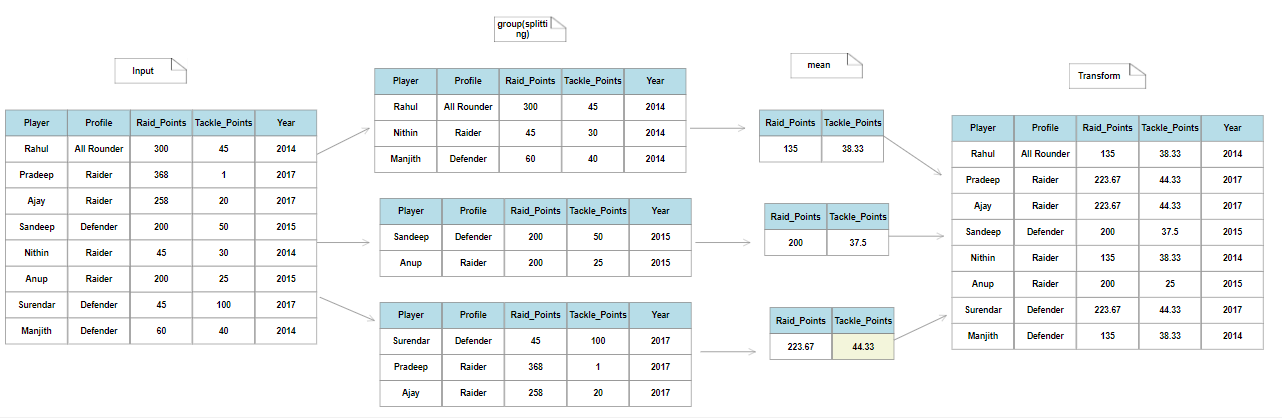 group(splitti
ng)
Input
mean
Transform
Player Profile Raid_Points Tackle_Points Year
Rahul All Rounder 300 45 2014
Pradeep Raider 368 1 2017
Ajay Raider 258 20 2017
Sandeep Defender 200 50 2015
Nithin Raider 45 30 2014
Anup Raider 200 25 2015
Surendar Defender 45 100 2017
Manjith Defender 60 40 2014
Player Profile Raid_Points Tackle_Points Year
Rahul All Rounder 300 45 2014
Nithin Raider 45 30 2014
Manjith Defender 60 40 2014
Player Profile Raid_Points Tackle_Points Year
Sandeep Defender 200 50 2015
Anup Raider 200 25 2015
Player Profile Raid_Points Tackle_Points Year
Surendar Defender 45 100 2017
Pradeep Raider 368 1 2017
Ajay Raider 258 20 2017
Raid_Points Tackle_Points
135 38.33
Raid_Points Tackle_Points
200 37.5
Raid_Points Tackle_Points
223.67 44.33
Player Profile Raid_Points Tackle_Points Year
Rahul All Rounder 135 38.33 2014
Pradeep Raider 223.67 44.33 2017
Ajay Raider 223.67 44.33 2017
Sandeep Defender 200 37.5 2015
Nithin Raider 135 38.33 2014
Anup Raider 200 25 2015
Surendar Defender 223.67 44.33 2017
Manjith Defender 135 38.33 2014